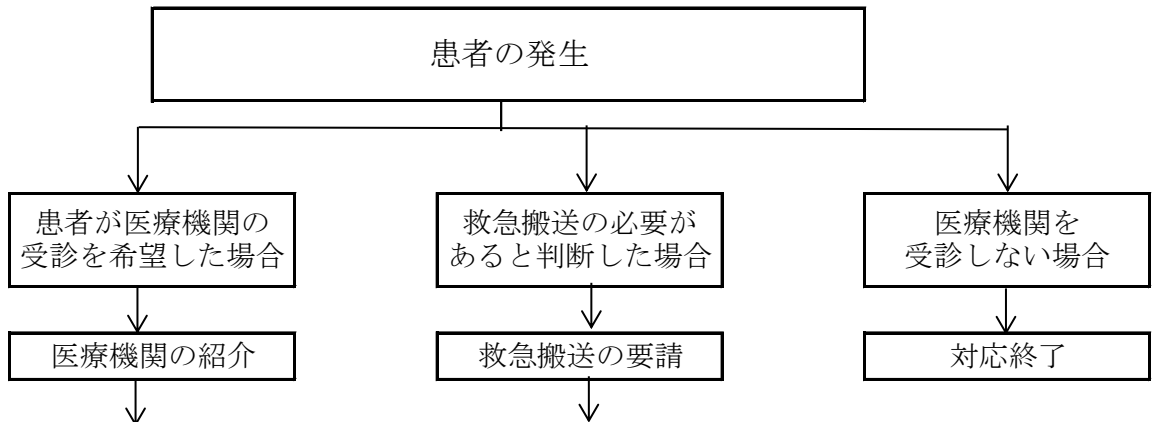 患者の発生
患者が医療機関の
受診を希望した場合
救急搬送の必要が
あると判断した場合
医療機関を
受診しない場合
医療機関の紹介
救急搬送の要請
対応終了